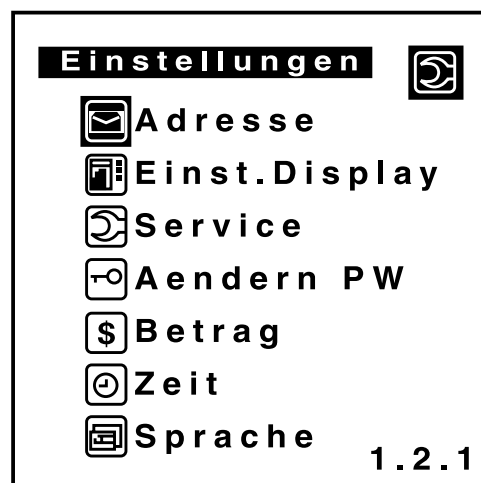 Einstellungen
Adresse
Einst.Display
Service
Aendern PW
$ Betrag
Zeit
Sprache
1.2.1